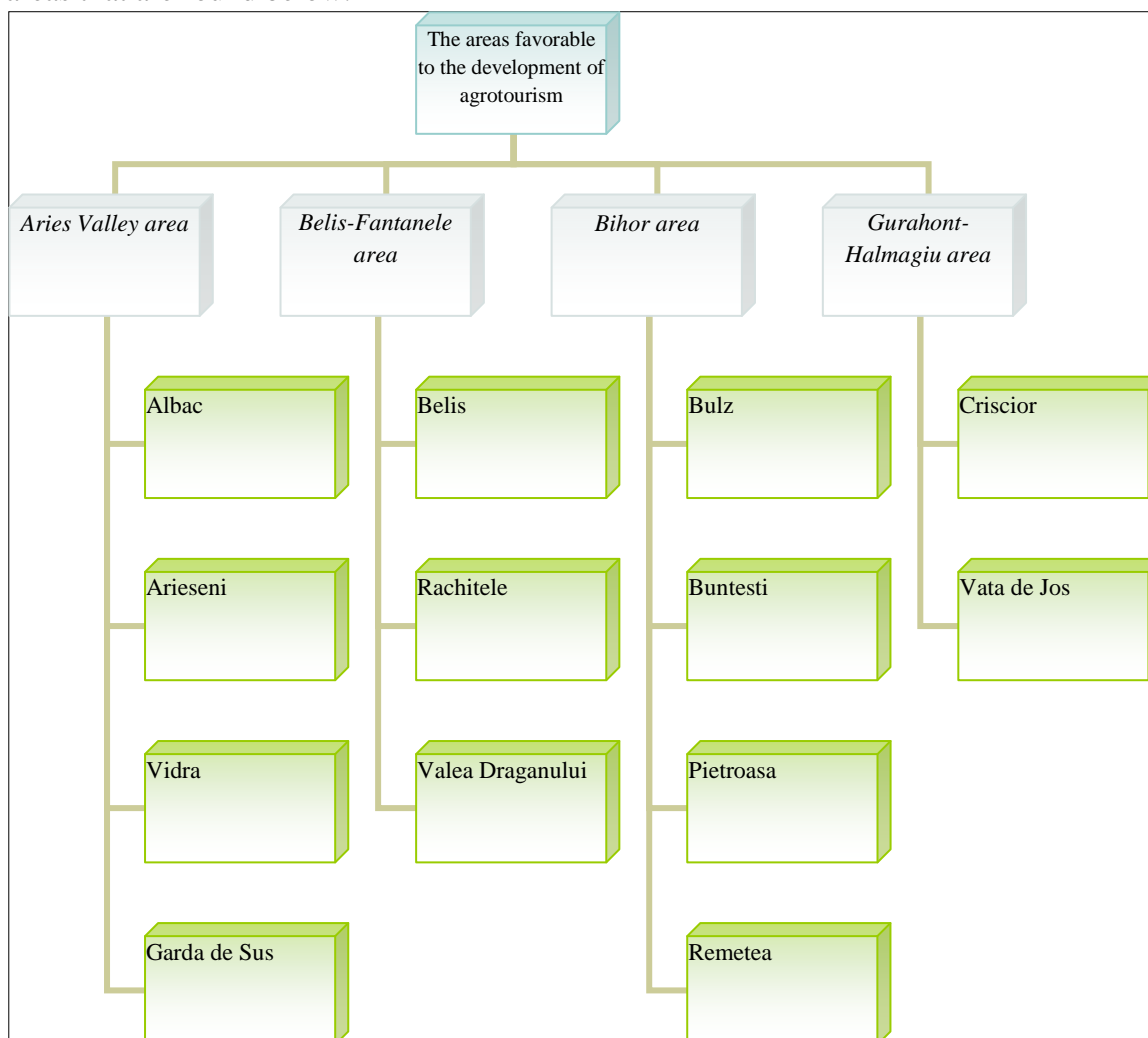 The areas favorable
to the development of
agrotourism
Aries Valley area
Belis-Fantanele
area
Bihor area
Gurahont-
Halmagiu area
Albac
Belis
Bulz
Criscior
Arieseni
Rachitele
Buntesti
Vata de Jos
Vidra
Valea Draganului
Pietroasa
Garda de Sus
Remetea